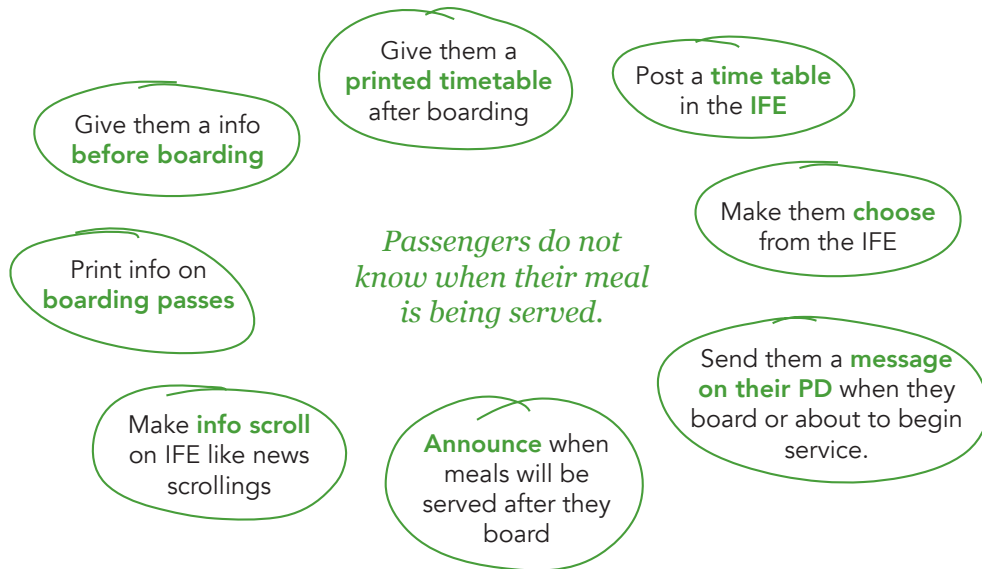 Give them a
printed timetable
after boarding
Post a time table
in the IFE
Give them a info
before boarding
Make them choose
from the IFE
Passengers do not
know when their meal
is being served.
Print info on
boarding passes
Send them a message
on their PD when they
board or about to begin
service.
Make info scroll
on IFE like news
scrollings
Announce when
meals will be
served after they
board